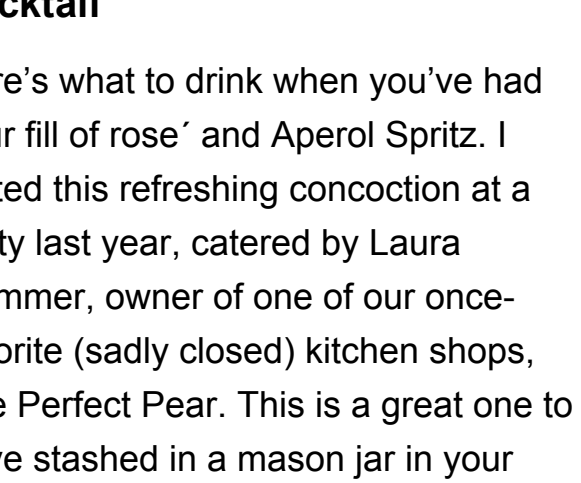 cktail
re’s what to drink when you’ve had
ur fill of rose´ and Aperol Spritz. I
ted this refreshing concoction at a
ty last year, catered by Laura
mmer, owner of one of our once-
orite (sadly closed) kitchen shops,
e Perfect Pear. This is a great one to
ve stashed in a mason jar in your